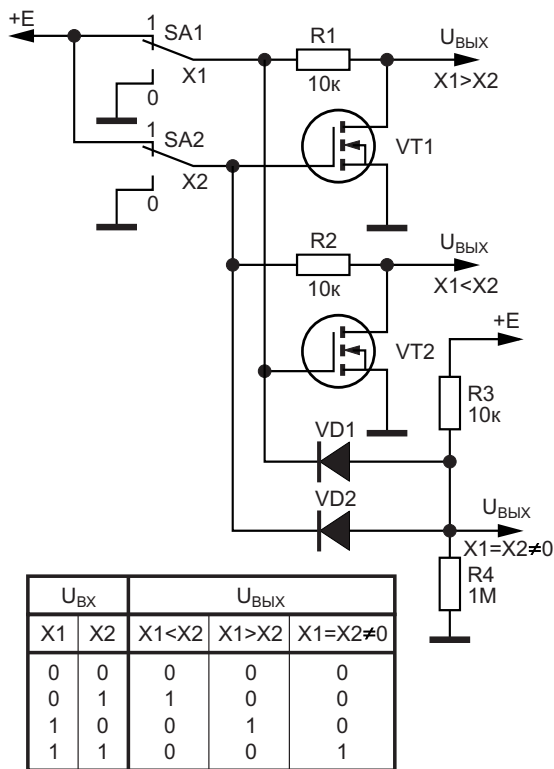 +E
1
SA1
X1
0
R1
10к
UВЫХ
X1>X2
VT1
1
SA2
X2
0
R2
10к
UВЫХ
X1<X2
VT2
+E
R3
10к
VD1
VD2
UВЫХ
X1=X2≠0
R4
1М
UВХ UВЫХ
X1 X2 X1<X2 X1>X2 X1=X2≠0
0 0 0 0 0
0 1 1 0 0
1 0 0 1 0
1 1 0 0 1